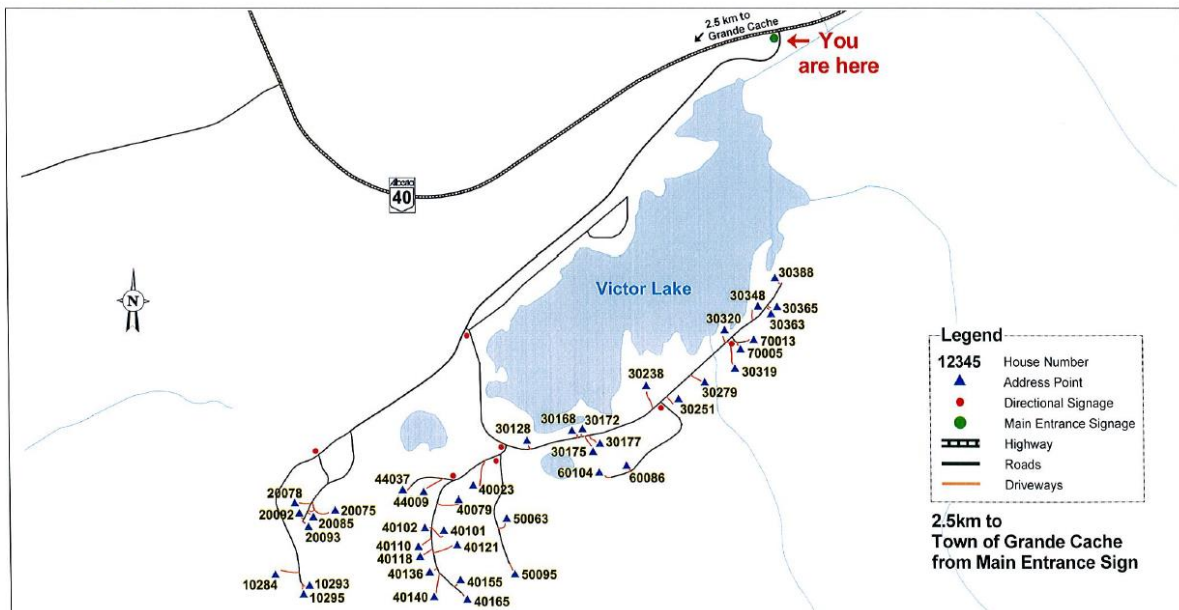 2.5 km to
Grande Cache
You
are here
Alberta
40
N
Victor Lake
30388
30348
30365
30320
30363
70013
70005
30319
30238
30279
30251
30168
30172
30128
30177
30175
60104
60086
44037
44009
40023
40079
20078
20092
20075
20085
20093
40102
40101
50063
40110
40118
40121
40136
40155
50095
10284
10293
10295
40140
40165
Legend
12345 House Number
Address Point
Directional Signage
Main Entrance Signage
Highway
Roads
Driveways
2.5km to
Town of Grande Cache
from Main Entrance Sign